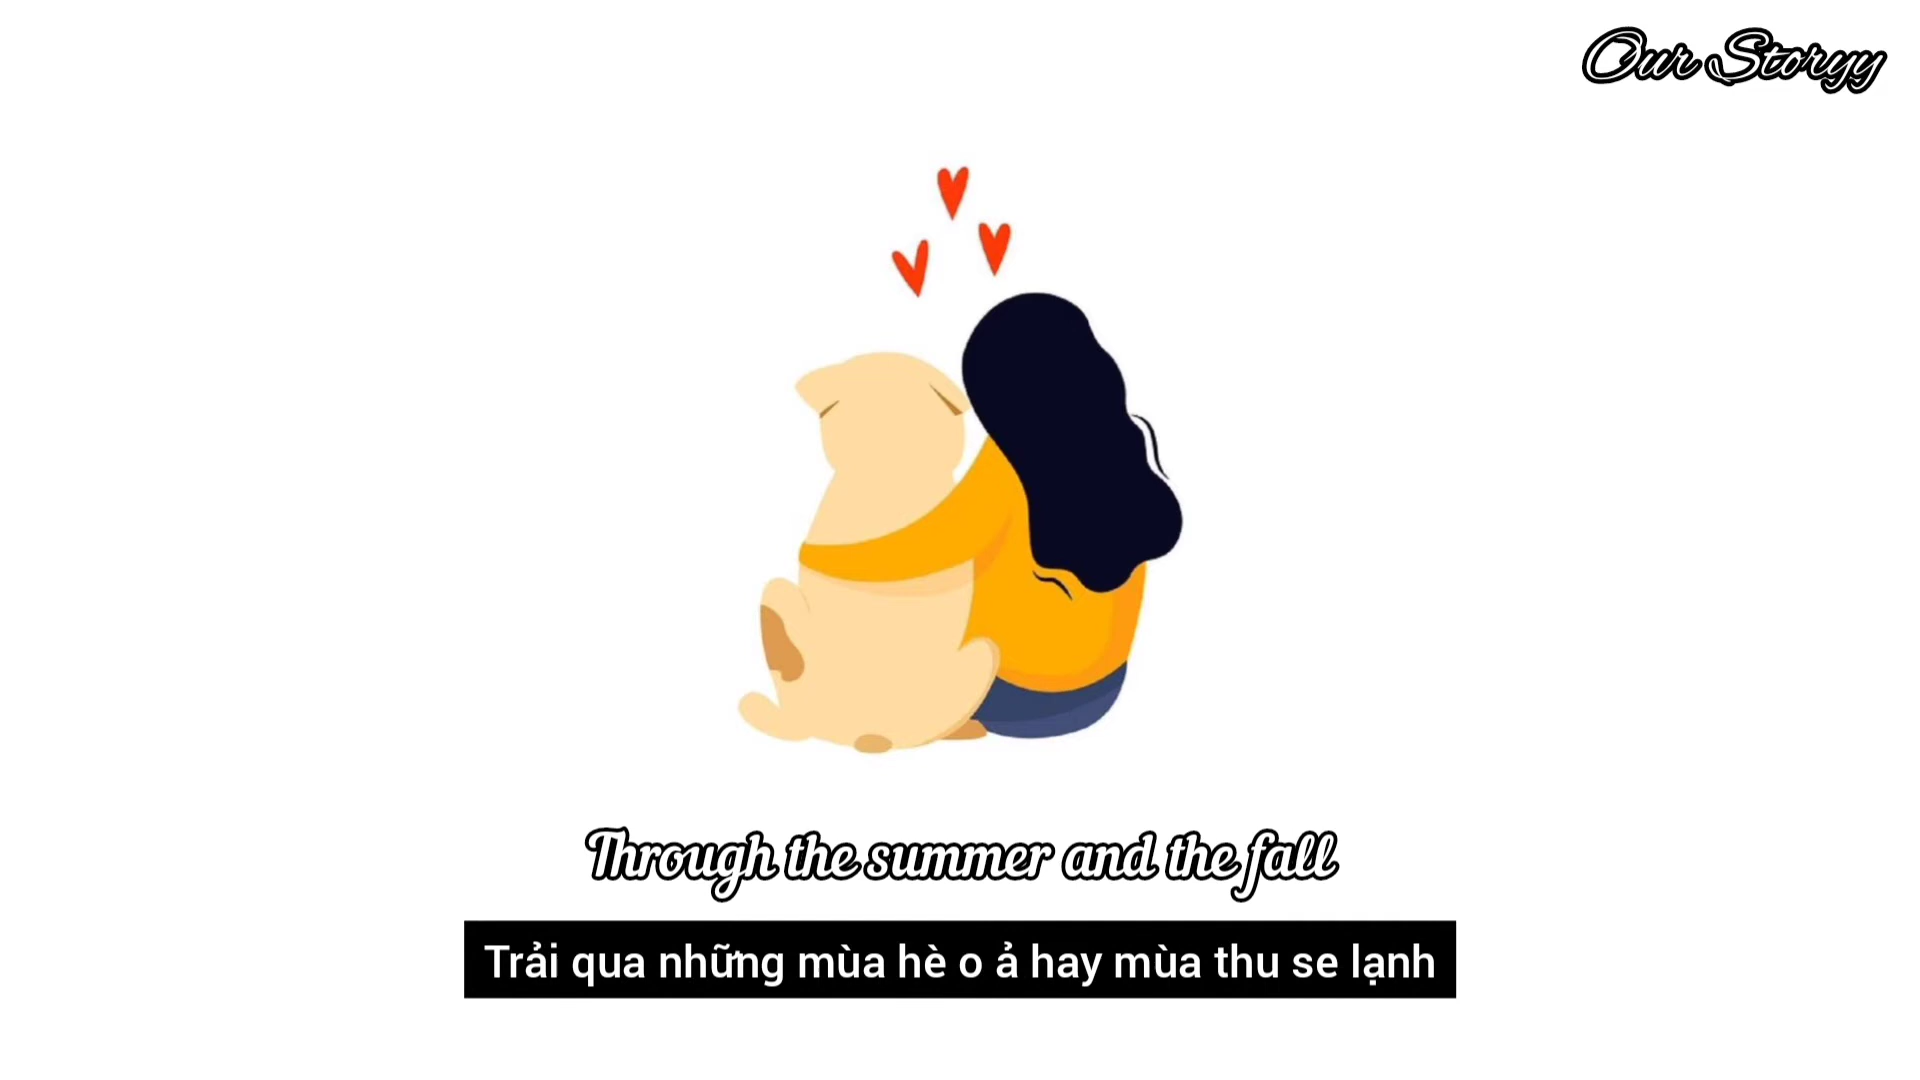 Our Storyy
Through the summer and the fall
Trải qua những mùa hè o ả hay mùa thu se lạnh